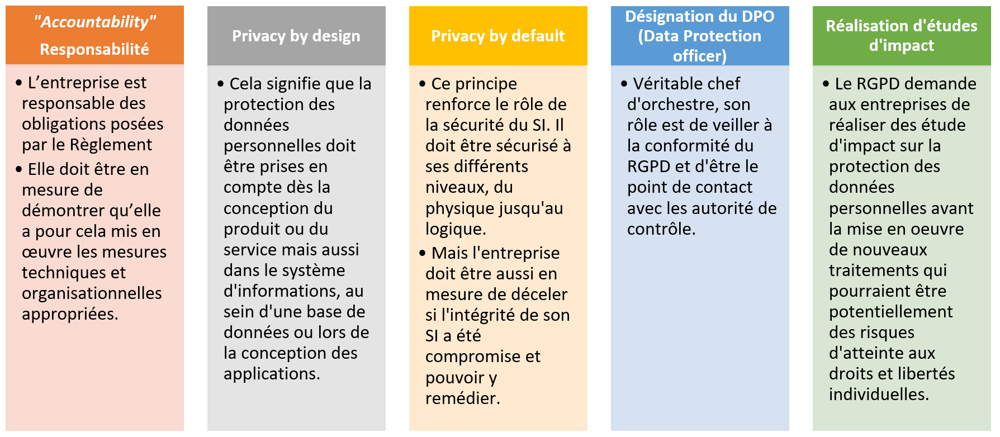 "Accountability"
Responsabilité
• L’entreprise est
responsable des
obligations posées
par le Règlement
• Elle doit être en
mesure de
démontrer qu’elle
a pour cela mis en
œuvre les mesures
techniques et
organisationnelles
appropriées.
Privacy by design
• Cela signifie que la
protection des
données
personnelles doit
être prises en
compte dès la
conception du
produit ou du
service mais aussi
dans le système
d'informations, au
sein d'une base de
données ou lors de
la conception des
applications.
Privacy by default
• Ce principe
renforce le rôle de
la sécurité du SI. Il
doit être sécurisé à
ses différents
niveaux, du
physique jusqu'au
logique.
• Mais l'entreprise
doit être aussi en
mesure de déceler
si l'intégrité de son
SI a été
compromise et
pouvoir y
remédier.
Désignation du DPO
(Data Protection
officer)
• Véritable chef
d'orchestre, son
rôle est de veiller à
la conformité du
RGPD et d'être le
point de contact
avec les autorité de
contrôle.
Réalisation d'études
d'impact
• Le RGPD demande
aux entreprises de
réaliser des étude
d'impact sur la
protection des
données
personnelles avant
la mise en oeuvre
de nouveaux
traitements qui
pourraient être
potentiellement
des risques
d'atteinte aux
droits et libertés
individuelles.